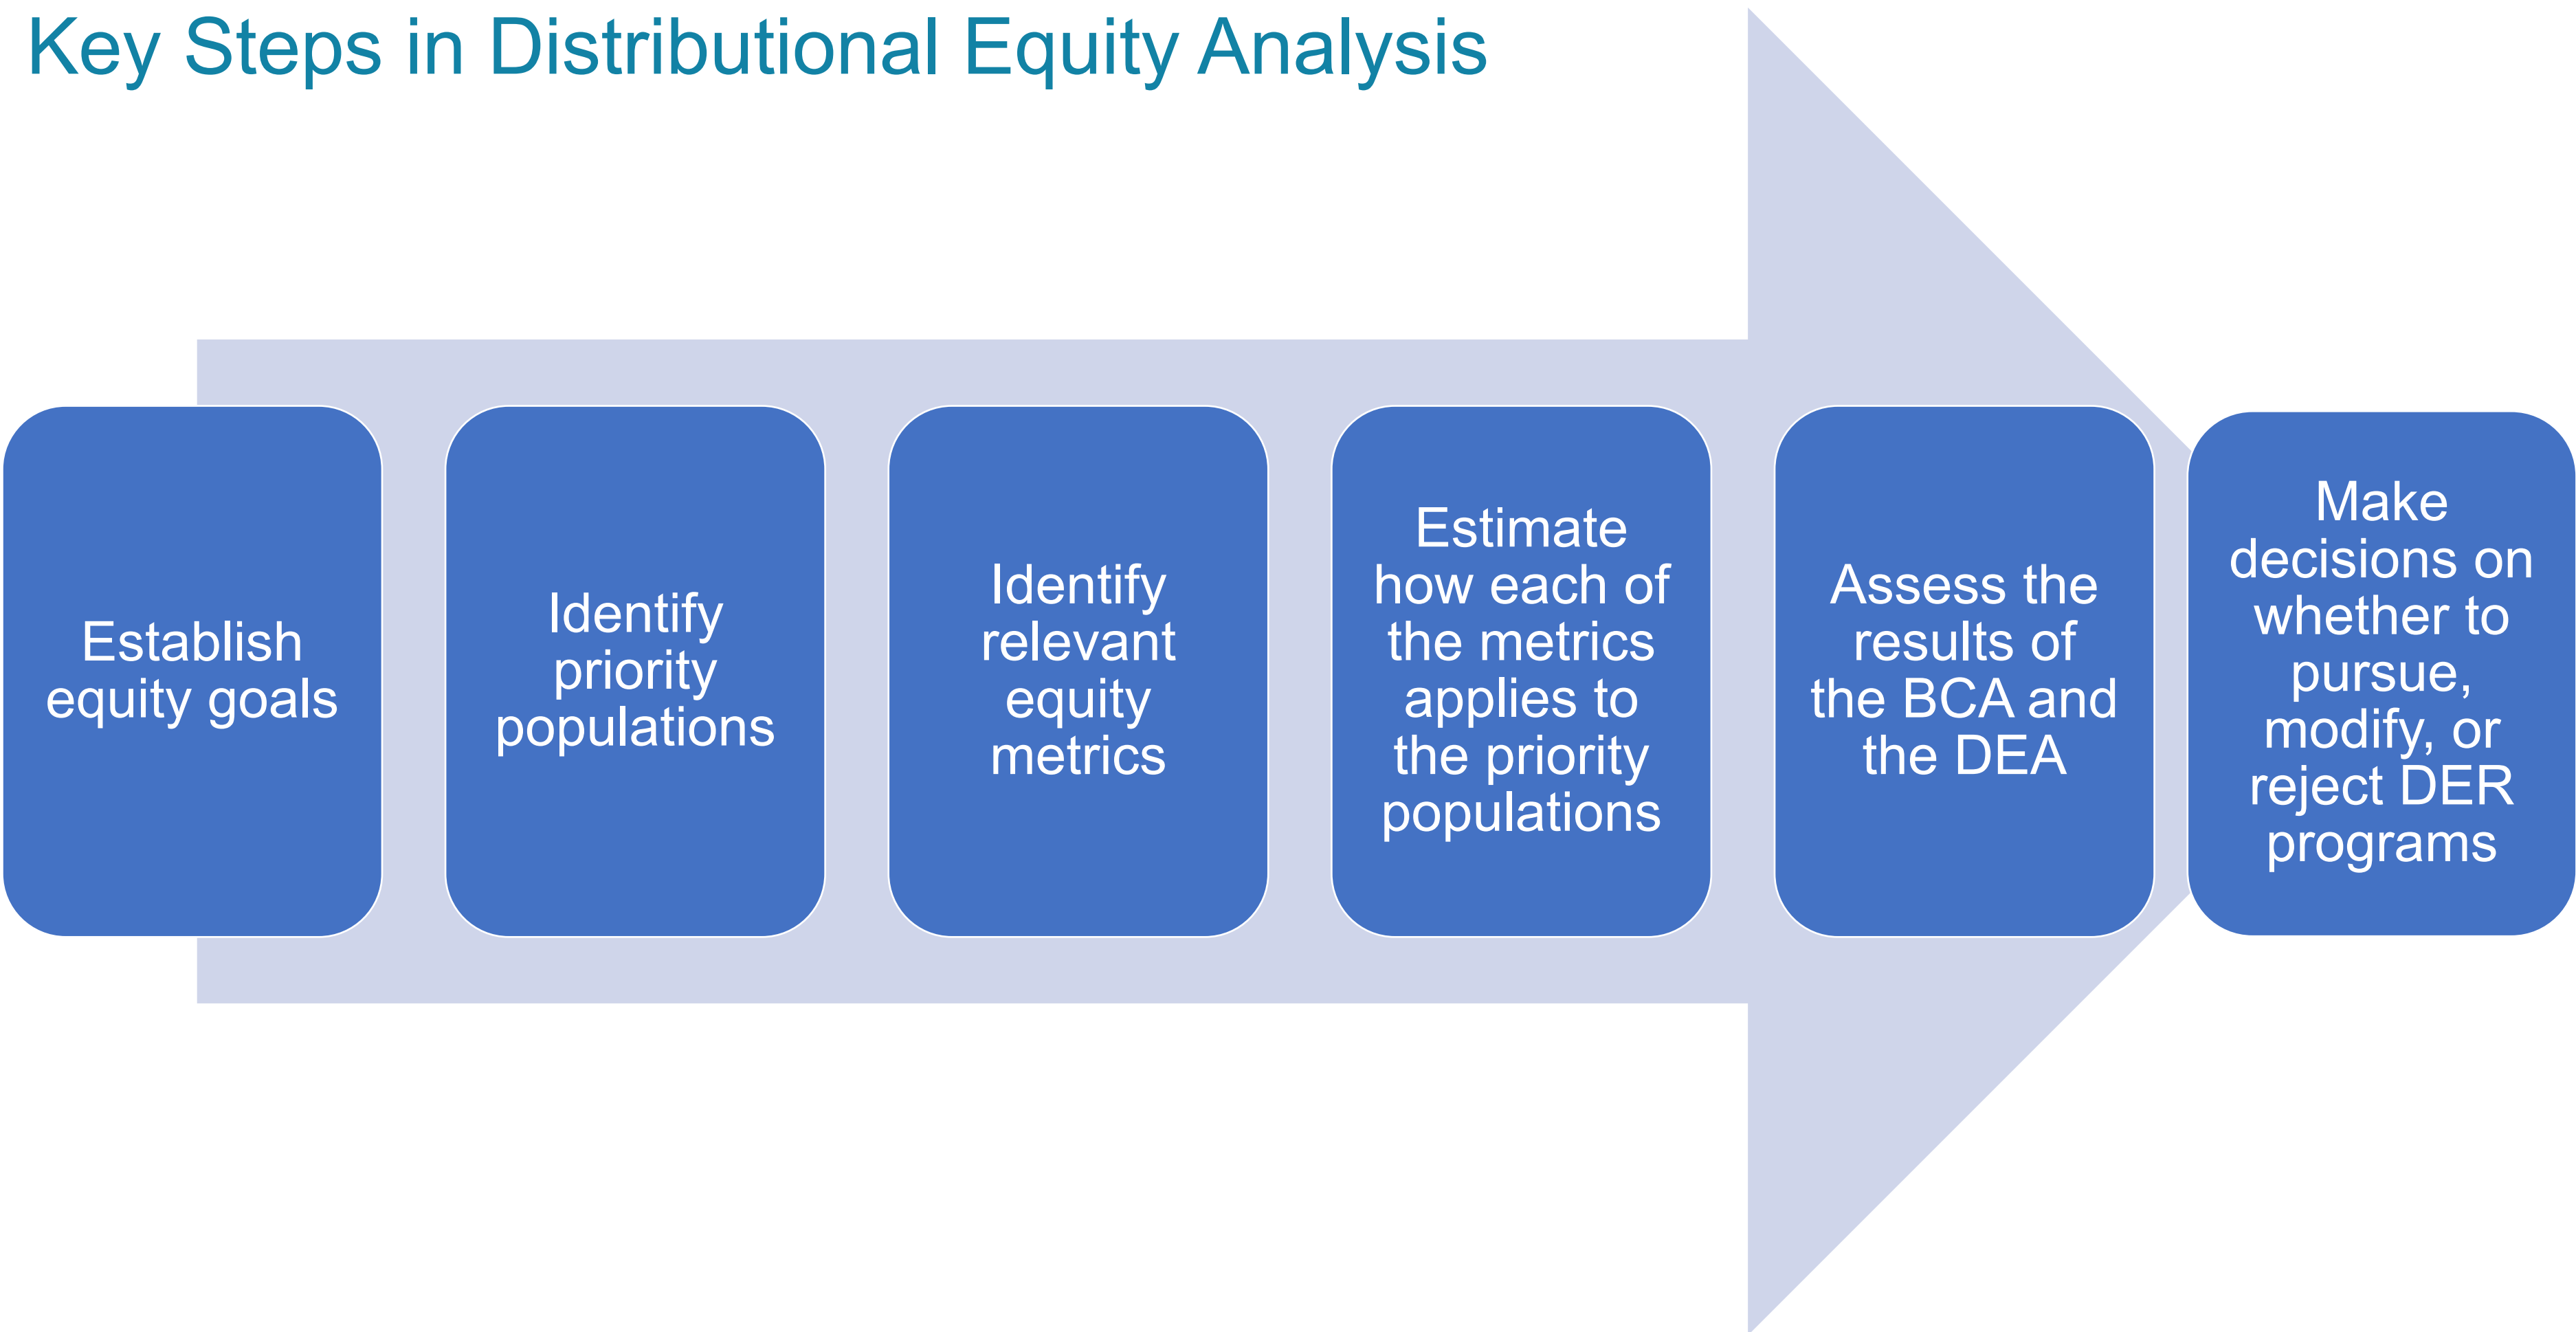 Key Steps in Distributional Equity Analysis
Establish
equity goals
Identify
priority
populations
Identify
relevant
equity
metrics
Estimate
how each of
the metrics
applies to
the priority
populations
Assess the
results of
the BCA and
the DEA
Make
decisions on
whether to
pursue,
modify, or
reject DER
programs